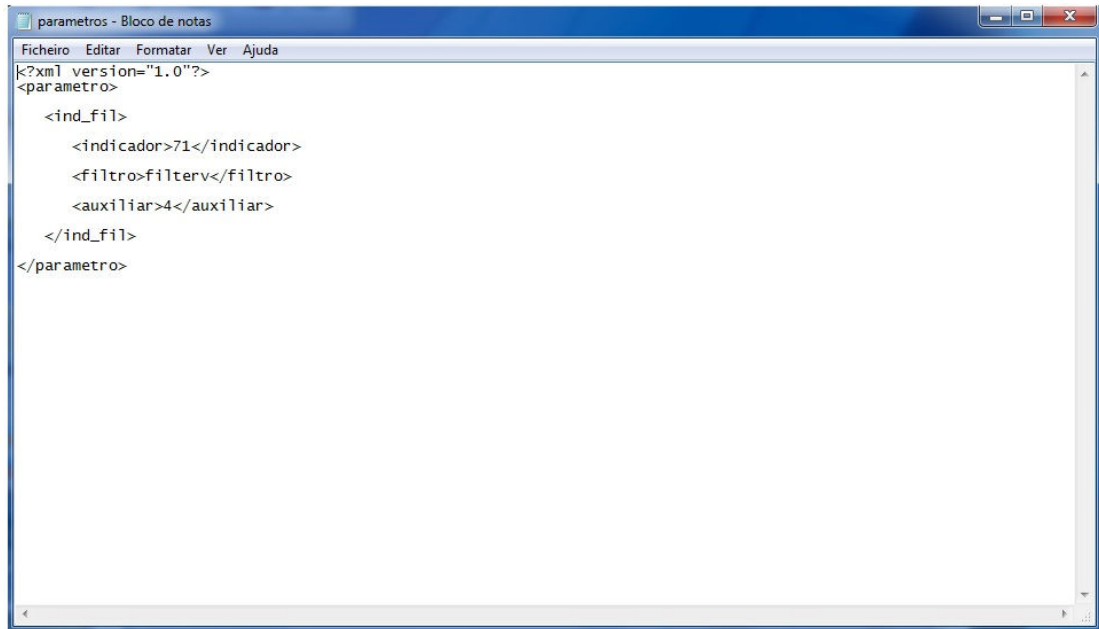 parametros - Bloco de notas
Ficheiro Editar Formatar Ver Ajuda
<?xml version="1.0"?>
<parametro>
<ind_fil>
<indicador>71</indicador>
<filtro>filterv</filtro>
<auxiliar>4</auxiliar>
</ind_fil>
</parametro>